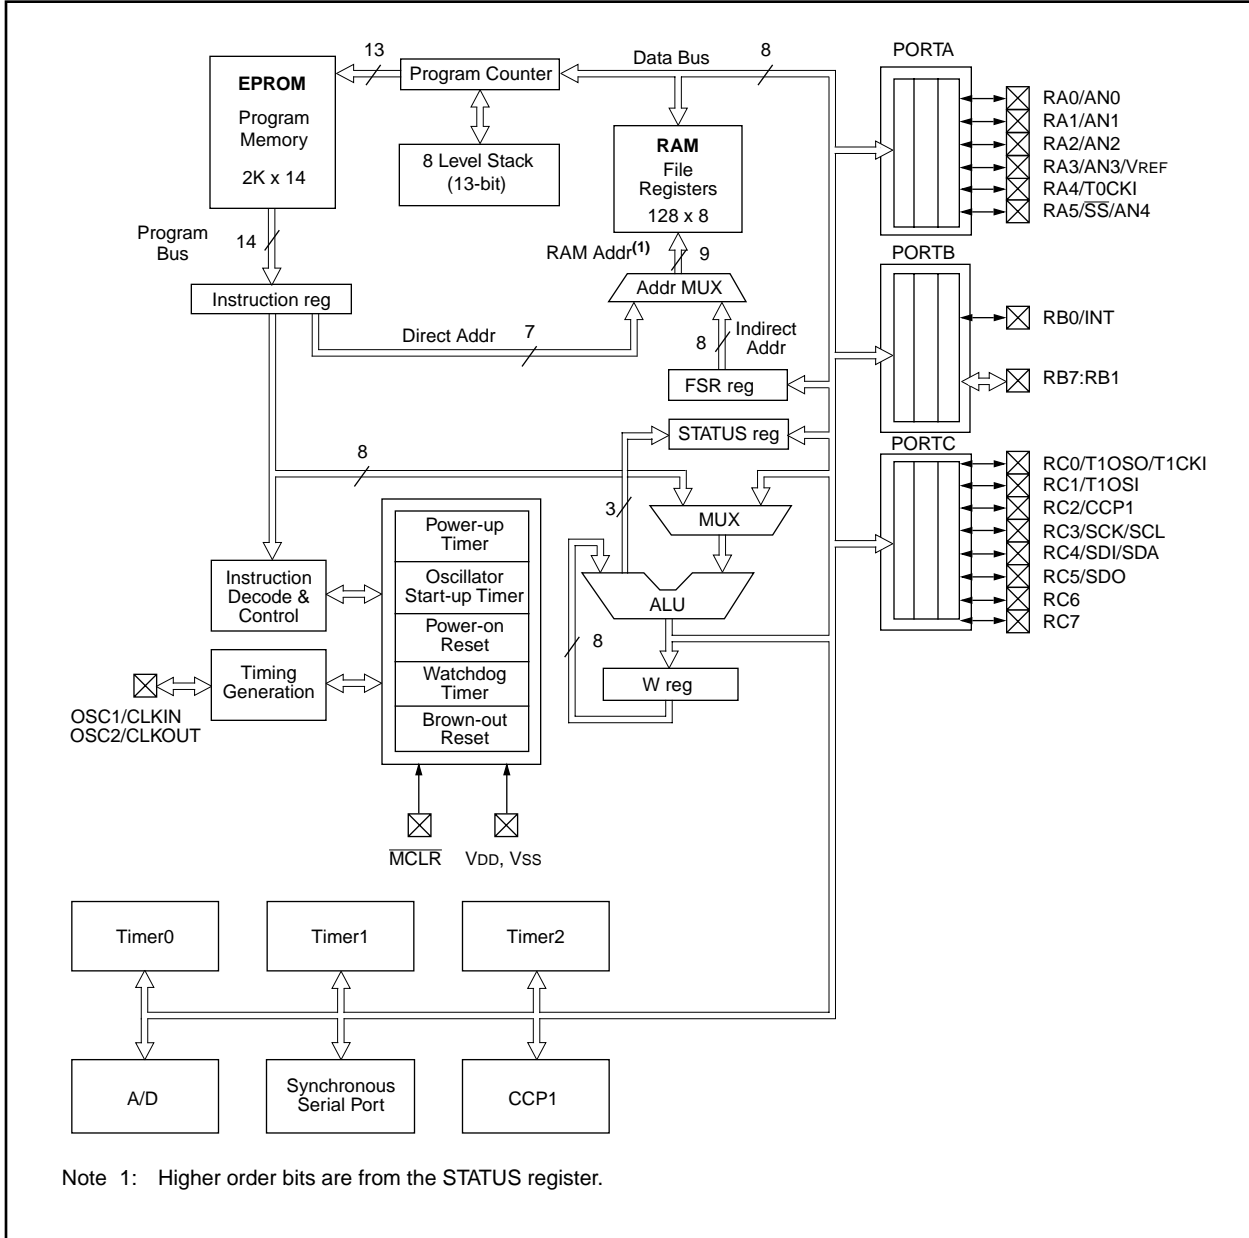 13
EPROM
Program
Memory
2K x 14
Program Counter
8 Level Stack
(13-bit)
Data Bus
8
RAM
File
Registers
128 x 8
PORTA
RA0/AN0
RA1/AN1
RA2/AN2
RA3/AN3/VREF
RA4/T0CKI
RA5/SS/AN4
Program
Bus
14
RAM Addr(1)
9
PORTB
Instruction reg
Addr MUX
RB0/INT
Direct Addr
7
8
Indirect
Addr
FSR reg
RB7:RB1
STATUS reg
PORTC
8
RC0/T1OSO/T1CKI
RC1/T1OSI
RC2/CCP1
RC3/SCK/SCL
RC4/SDI/SDA
RC5/SDO
RC6
RC7
3
MUX
Power-up
Timer
Oscillator
Start-up Timer
Power-on
Reset
Watchdog
Timer
Brown-out
Reset
Instruction
Decode &
Control
ALU
8
W reg
Timing
Generation
OSC1/CLKIN
OSC2/CLKOUT
MCLR
VDD, VSS
Timer0
Timer1
Timer2
A/D
Synchronous
Serial Port
CCP1
Note 1: Higher order bits are from the STATUS register.